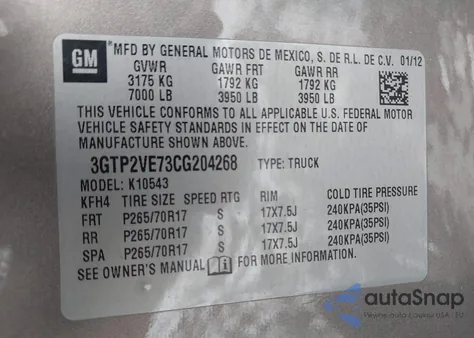 GM
MFD BY GENERAL MOTORS DE MEXICO, S. DE R.L. DE C.V. 01/12
GVWR GAWR FRT GAWR RR
3175 KG 1792 KG 1792 KG
7000 LB 3950 LB 3950 LB
THIS VEHICLE CONFORMS TO ALL APPLICABLE U.S. FEDERAL MOTOR
VEHICLE SAFETY STANDARDS IN EFFECT ON THE DATE OF
MANUFACTURE SHOWN ABOVE.
3GTP2VE73CG204268 TYPE: TRUCK
MODEL: K10543
KFH4 TIRE SIZE SPEED RTG RIM COLD TIRE PRESSURE
FRT P265/70R17 S 17X7.5J 240KPA(35PSI)
RR P265/70R17 S 17X7.5J 240KPA(35PSI)
SPA P265/70R17 S 17X7.5J 240KPA(35PSI)
SEE OWNER'S MANUAL FOR MORE INFORMATION.
autoSnap